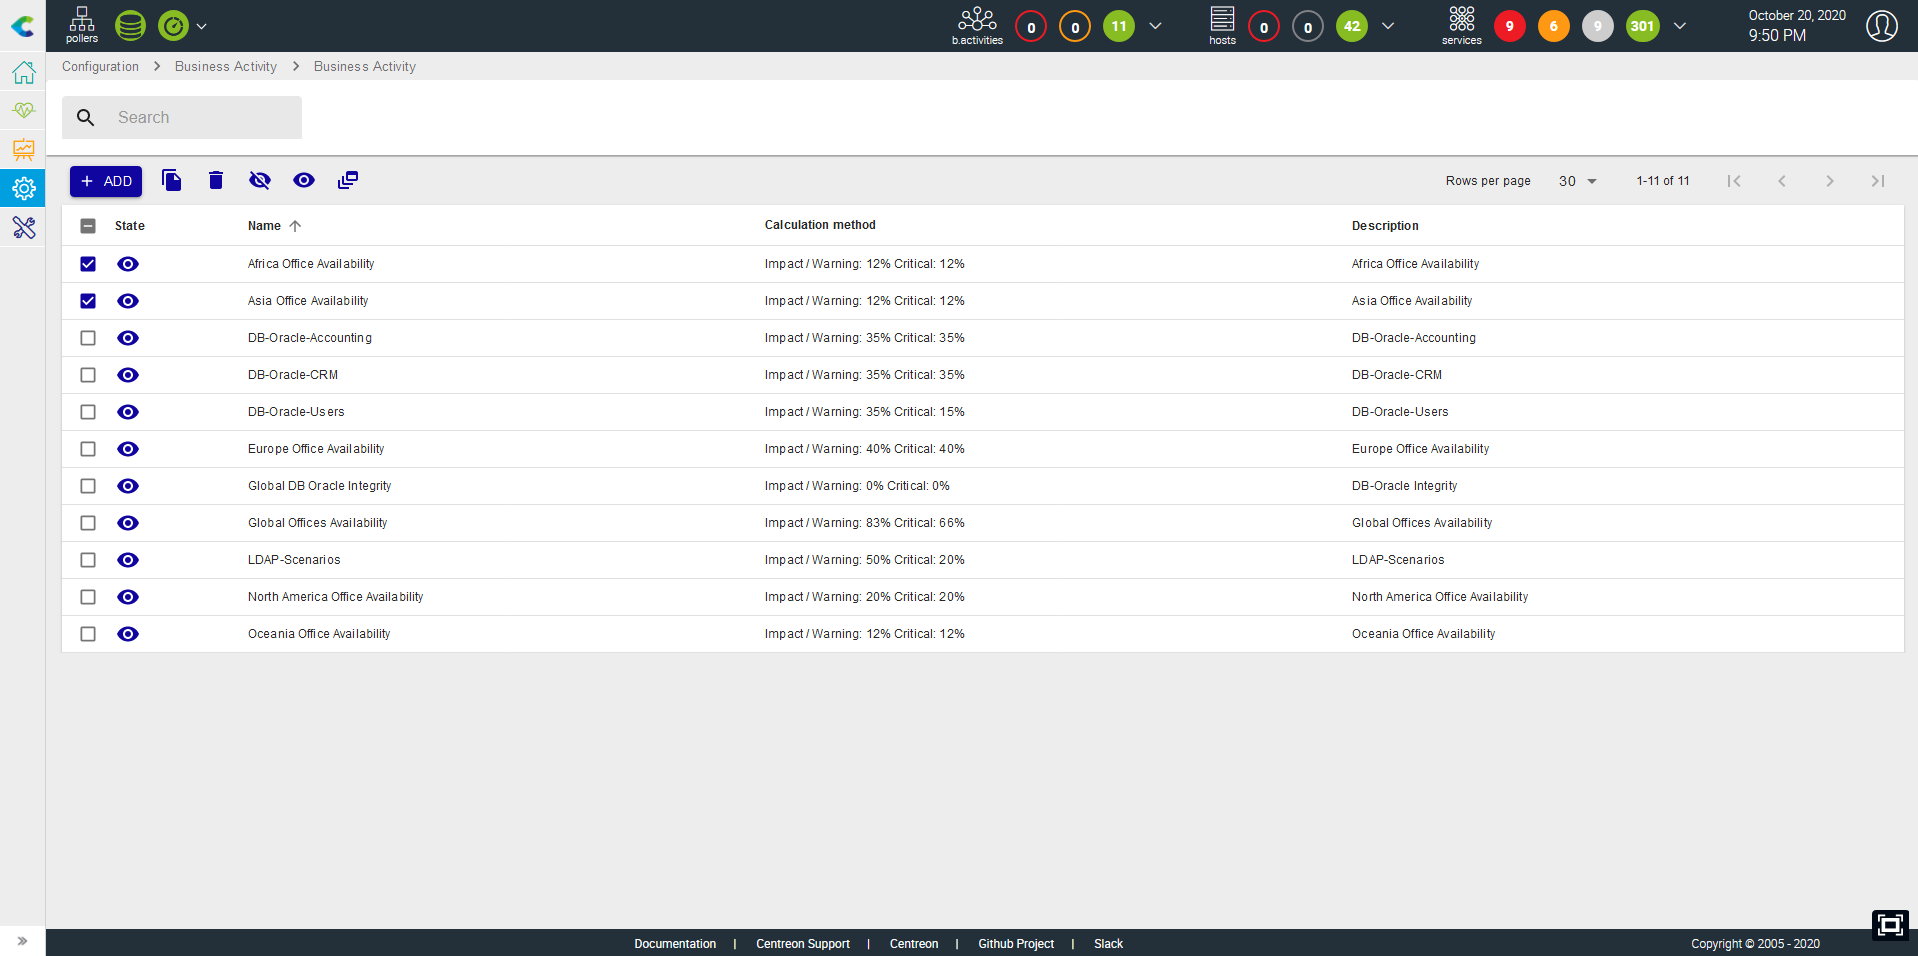 pollers
b.activities 0 0 11
hosts 0 0 42
services 9 6 9 301
October 20, 2020
9:50 PM
Configuration > Business Activity > Business Activity
Search
+ ADD
Rows per page 30 1-11 of 11
State Name Calculation method Description
Africa Office Availability Impact / Warning: 12% Critical: 12% Africa Office Availability
Asia Office Availability Impact / Warning: 12% Critical: 12% Asia Office Availability
DB-Oracle-Accounting Impact / Warning: 35% Critical: 35% DB-Oracle-Accounting
DB-Oracle-CRM Impact / Warning: 35% Critical: 35% DB-Oracle-CRM
DB-Oracle-Users Impact / Warning: 35% Critical: 15% DB-Oracle-Users
Europe Office Availability Impact / Warning: 40% Critical: 40% Europe Office Availability
Global DB Oracle Integrity Impact / Warning: 0% Critical: 0% DB-Oracle Integrity
Global Offices Availability Impact / Warning: 83% Critical: 66% Global Offices Availability
LDAP-Scenarios Impact / Warning: 50% Critical: 20% LDAP-Scenarios
North America Office Availability Impact / Warning: 20% Critical: 20% North America Office Availability
Oceania Office Availability Impact / Warning: 12% Critical: 12% Oceania Office Availability
Documentation | Centreon Support | Centreon | Github Project | Slack
Copyright © 2005 - 2020